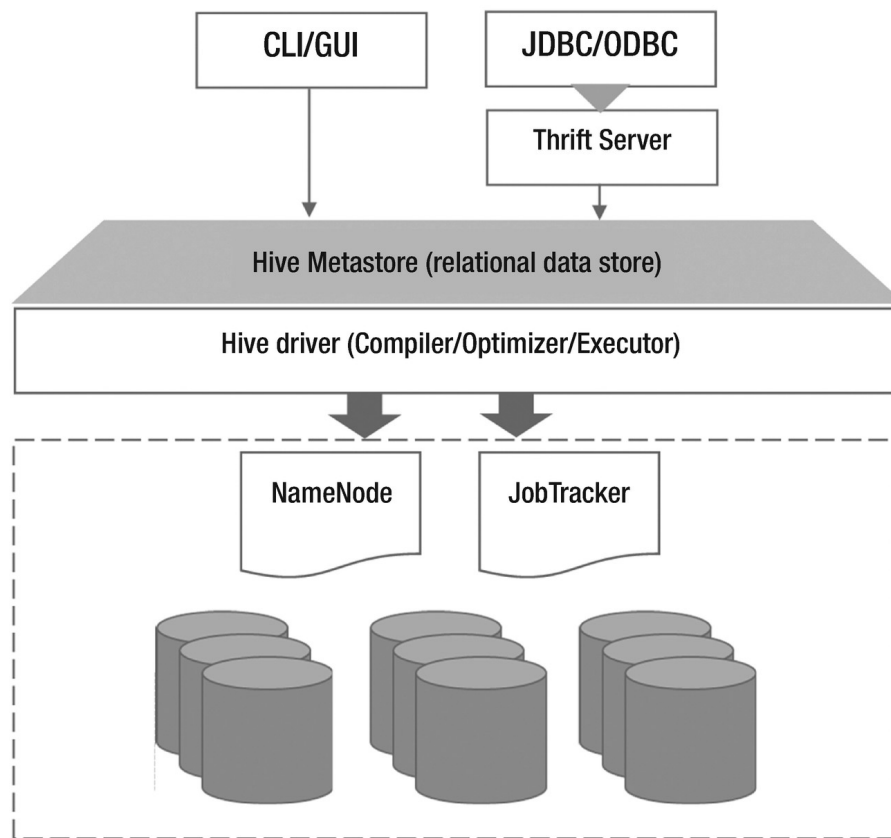 CLI/GUI
JDBC/ODBC
Thrift Server
Hive Metastore (relational data store)
Hive driver (Compiler/Optimizer/Executor)
NameNode
JobTracker